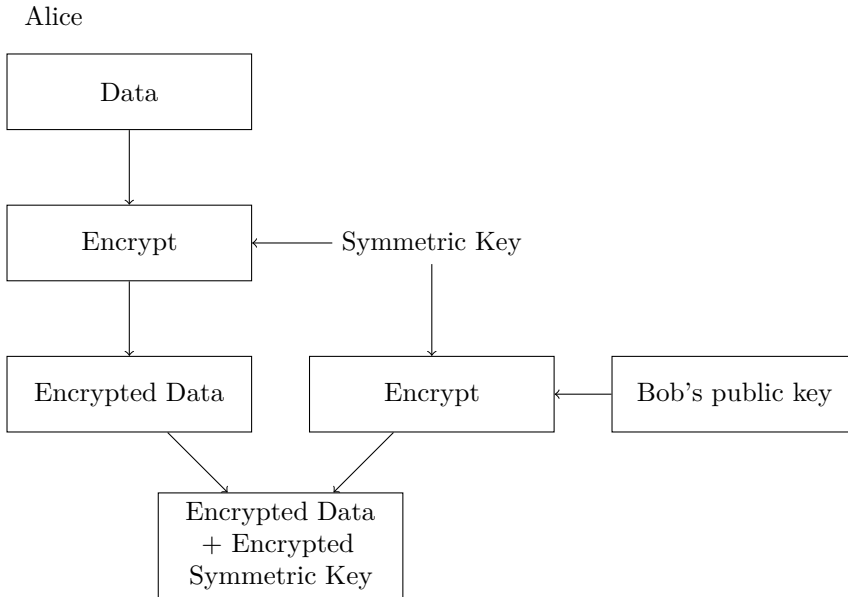 Alice
Data
Encrypt
Symmetric Key
Encrypted Data
Encrypt
Bob's public key
Encrypted Data
+ Encrypted
Symmetric Key